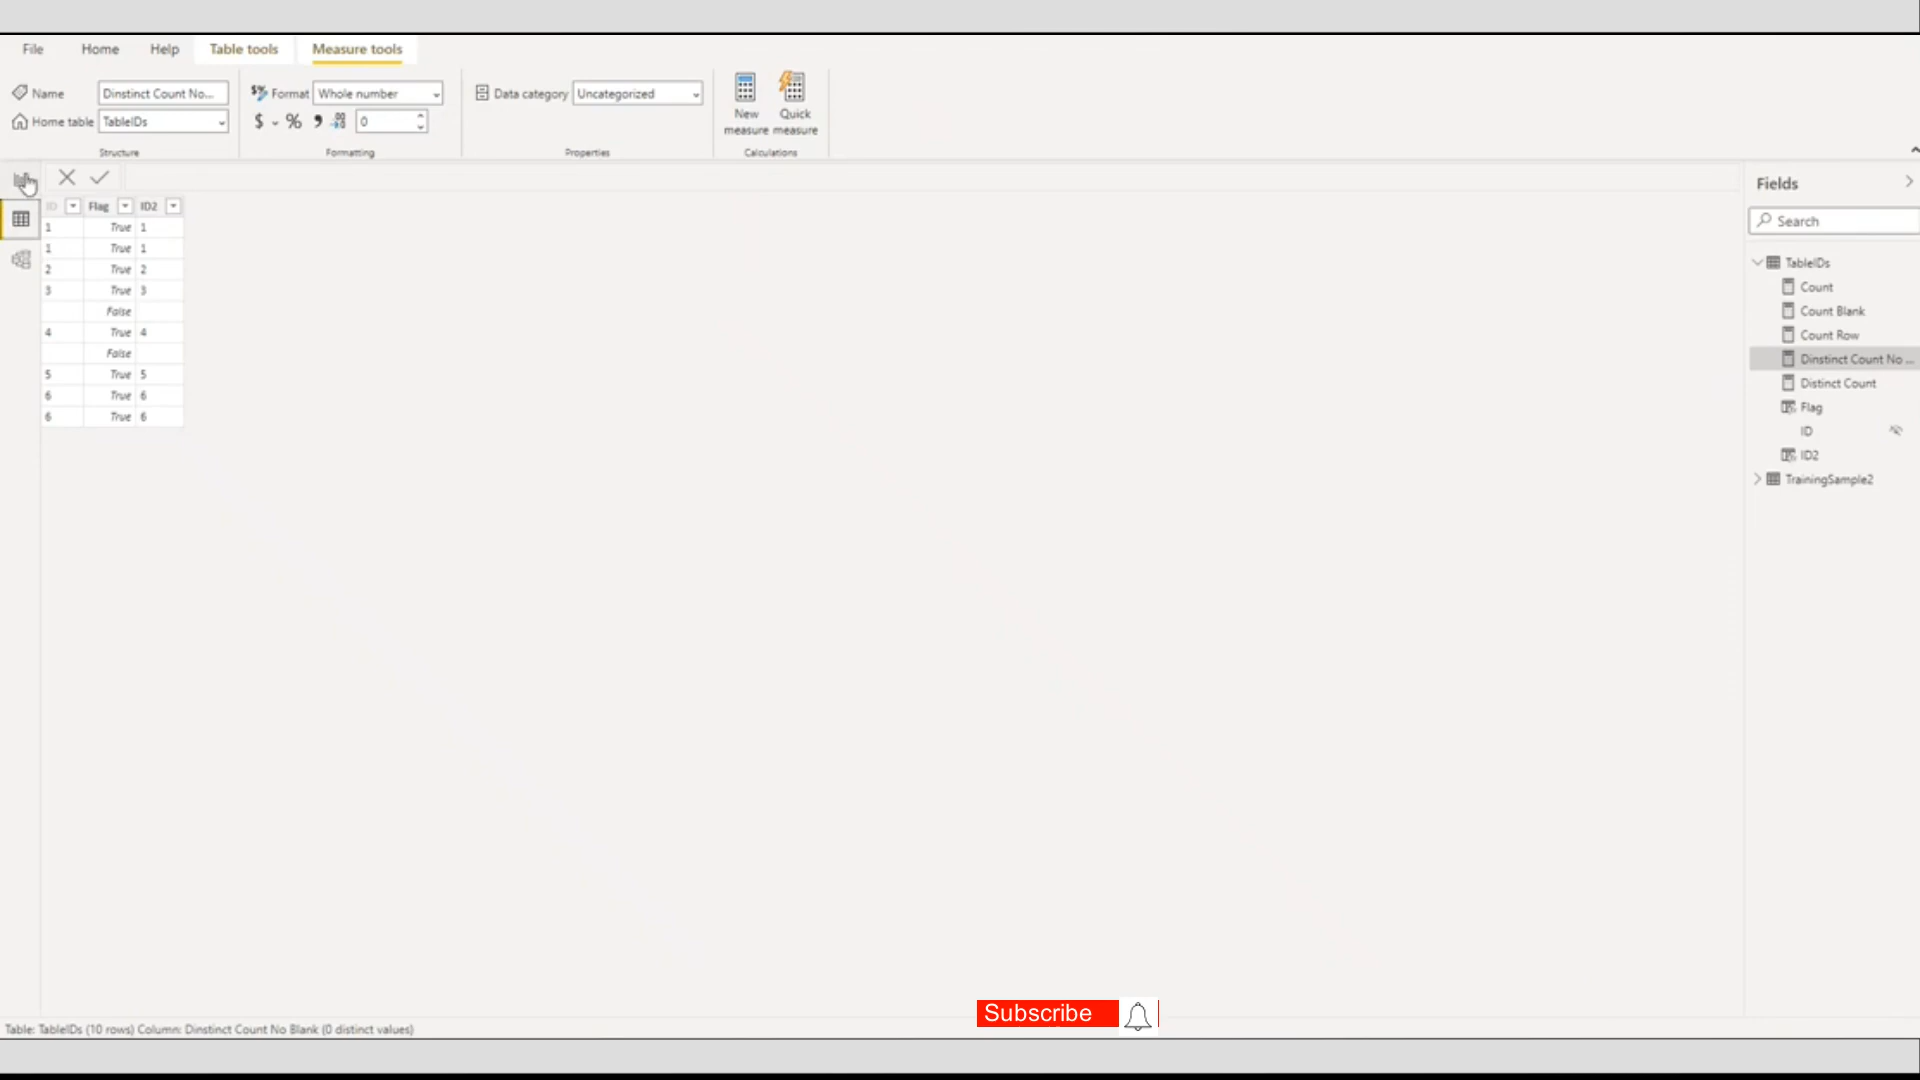 File Home Help Table tools Measure tools
Name Dinstinct Count No... Format Whole number Data category Uncategorized New measure Quick measure
Home table TableIDs $ % 0
Structure Formatting Properties Calculations
Fields
Search
ID Flag ID2
1 True 1
1 True 1
2 True 2
3 True 3
False
4 True 4
False
5 True 5
6 True 6
6 True 6
TableIDs
Count
Count Blank
Count Row
Dinstinct Count No ...
Distinct Count
Flag
ID
ID2
TrainingSample2
Subscribe
Table: TableIDs (10 rows) Column: Dinstinct Count No Blank (0 distinct values)